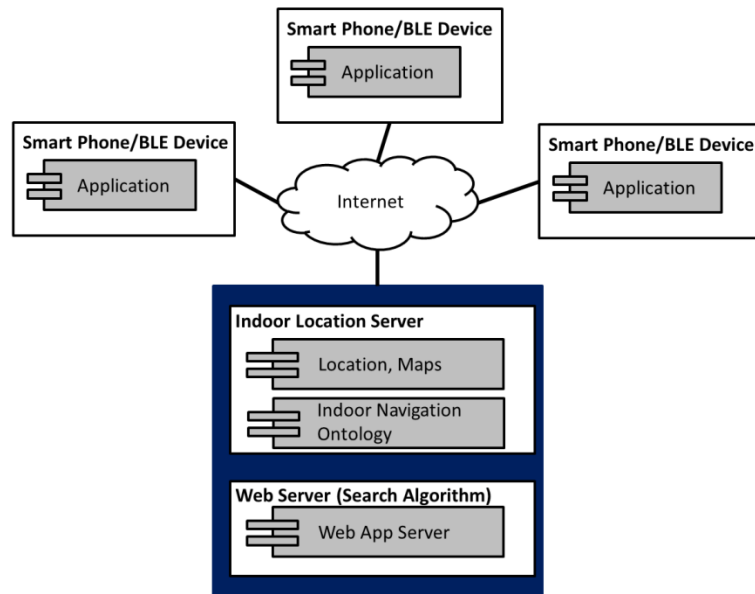 Smart Phone/BLE Device
Application
Smart Phone/BLE Device
Application
Smart Phone/BLE Device
Application
Internet
Indoor Location Server
Location, Maps
Indoor Navigation
Ontology
Web Server (Search Algorithm)
Web App Server